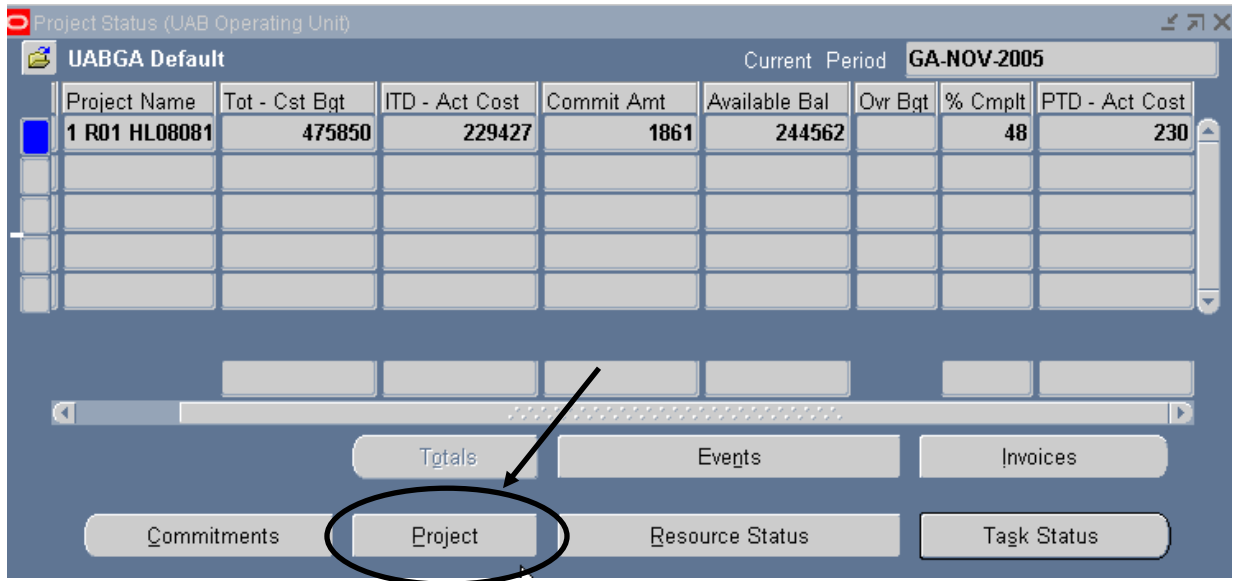 Project Status (UAB Operating Unit)
UABGA Default Current Period GA-NOV-2005
Project Name Tot - Cst Bgt ITD - Act Cost Commit Amt Available Bal Ovr Bgt % Cmplt PTD - Act Cost
1 R01 HL08081 475850 229427 1861 244562 48 230
Totals Events Invoices
Commitments Project Resource Status Task Status